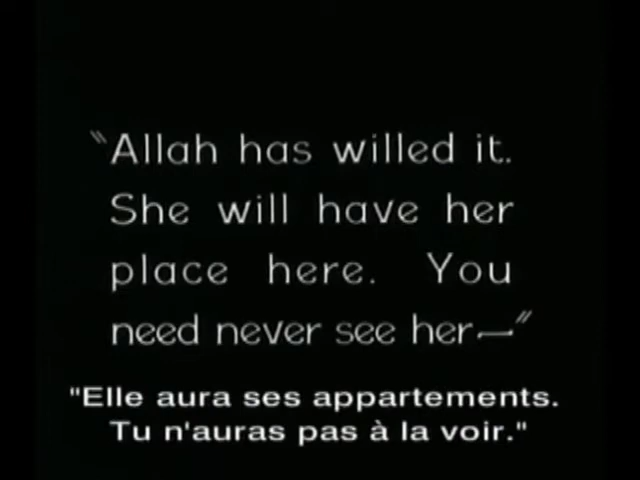 "Allah has willed it.
She will have her
place here. You
need never see her—"
"Elle aura ses appartements.
Tu n'auras pas à la voir."